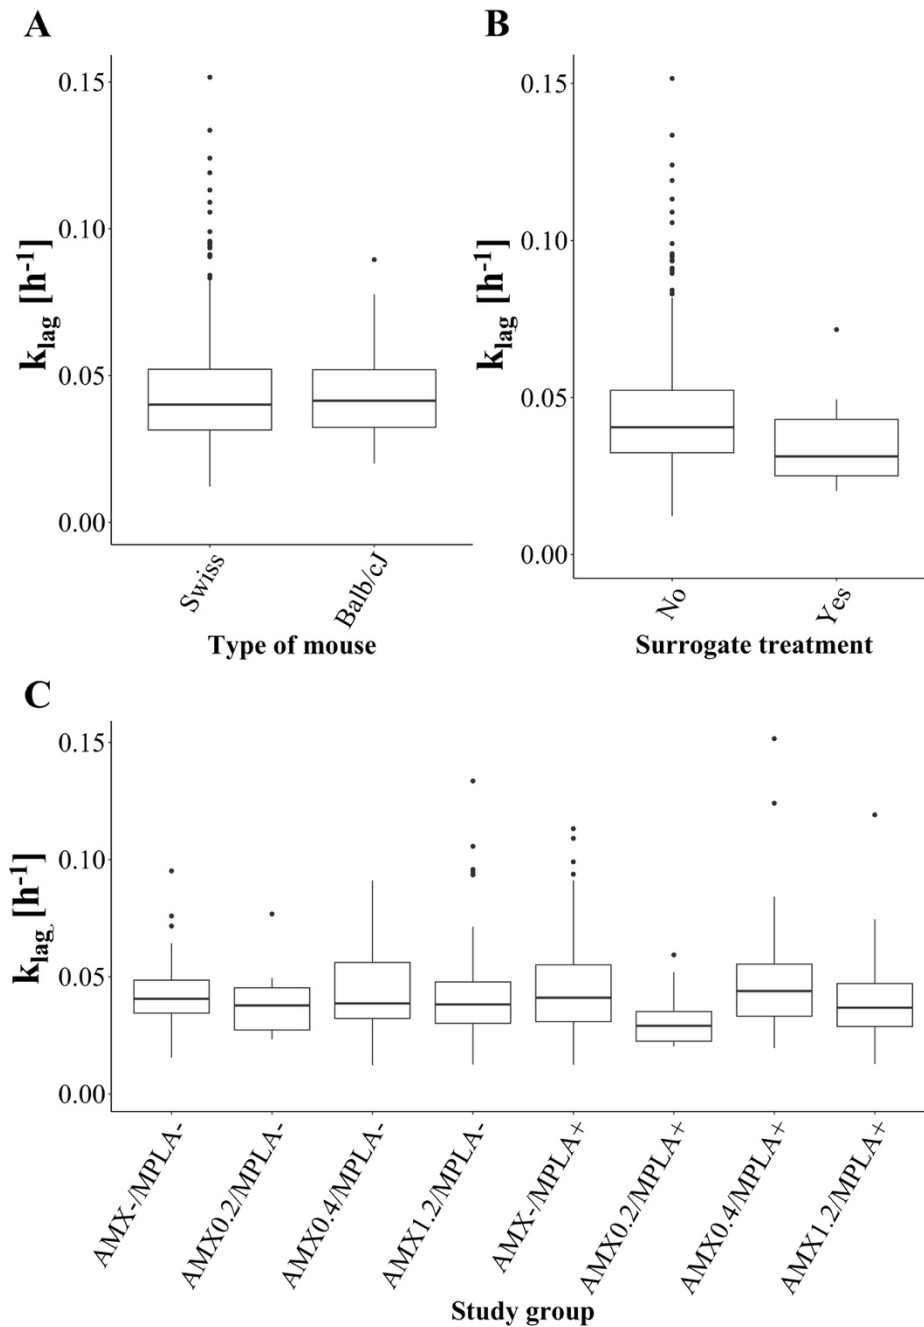 A
0.15
0.10
0.05
0.00
k_lag [h^-1]
Swiss
Balb/cJ
Type of mouse
B
0.15
0.10
0.05
0.00
k_lag [h^-1]
No
Yes
Surrogate treatment
C
0.15
0.10
0.05
0.00
k_lag [h^-1]
AMX-/MPLA-
AMX0.2/MPLA-
AMX0.4/MPLA-
AMX1.2/MPLA-
AMX-/MPLA+
AMX0.2/MPLA+
AMX0.4/MPLA+
AMX1.2/MPLA+
Study group